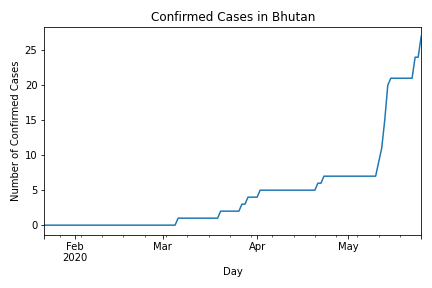 Confirmed Cases in Bhutan
Number of Confirmed Cases
25
20
15
10
5
0
Feb
2020
Mar
Apr
May
Day